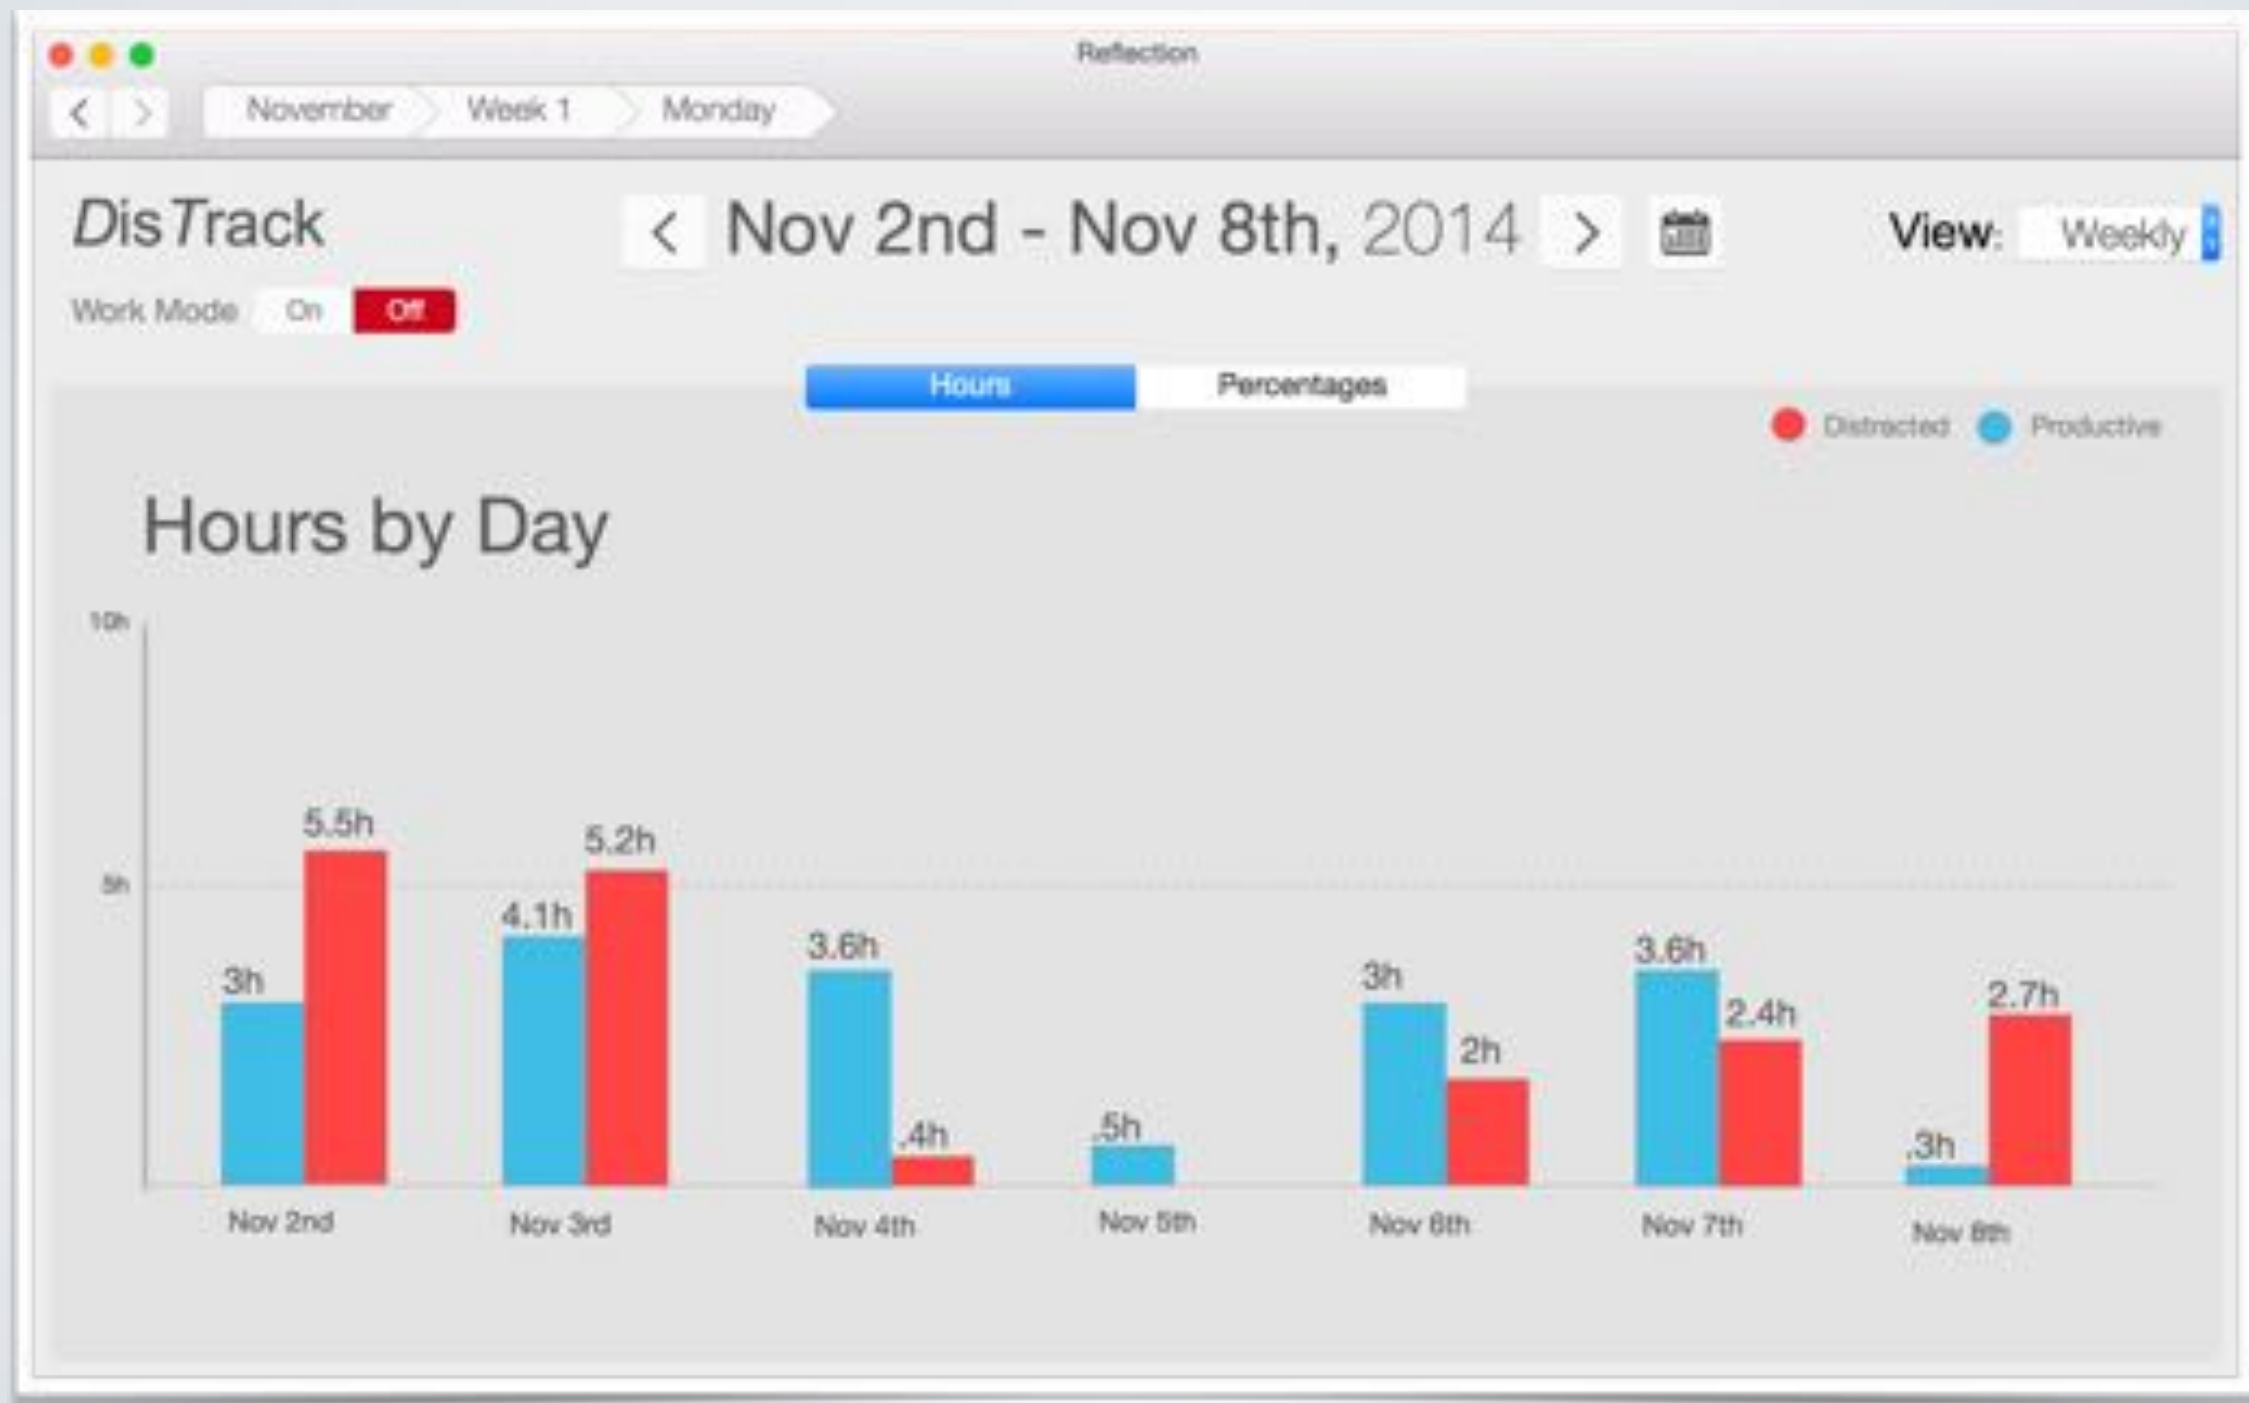 Reflection
November Week 1 Monday
DisTrack
Nov 2nd - Nov 8th, 2014
View: Weekly
Work Mode On Off
Hours Percentages
Distracted Productive
Hours by Day
10h
5h
3h
5.5h
4.1h
5.2h
3.6h
.4h
.5h
3h
2h
3.6h
2.4h
.3h
2.7h
Nov 2nd
Nov 3rd
Nov 4th
Nov 5th
Nov 6th
Nov 7th
Nov 8th